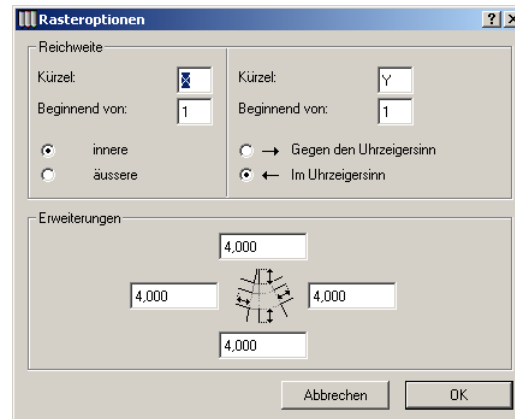 Rasteroptionen
Reichweite
Kürzel: X Kürzel: Y
Beginnend von: 1 Beginnend von: 1
innere → Gegen den Uhrzeigersinn
äussere ← Im Uhrzeigersinn
Erweiterungen
4,000
4,000 4,000
4,000
Abbrechen OK